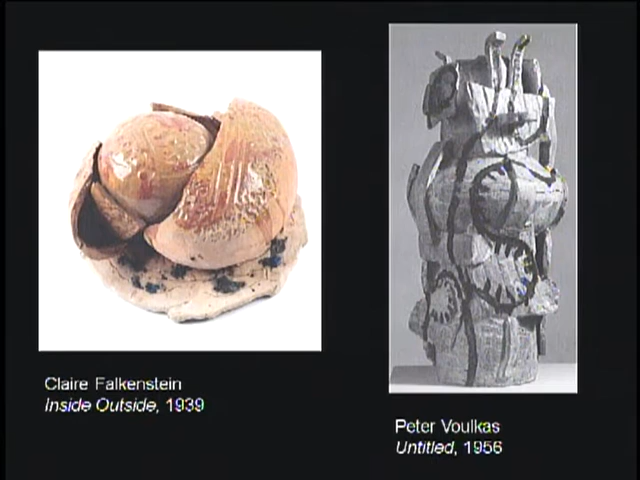 Claire Falkenstein
Inside Outside, 1939
Peter Voulkas
Untitled, 1956